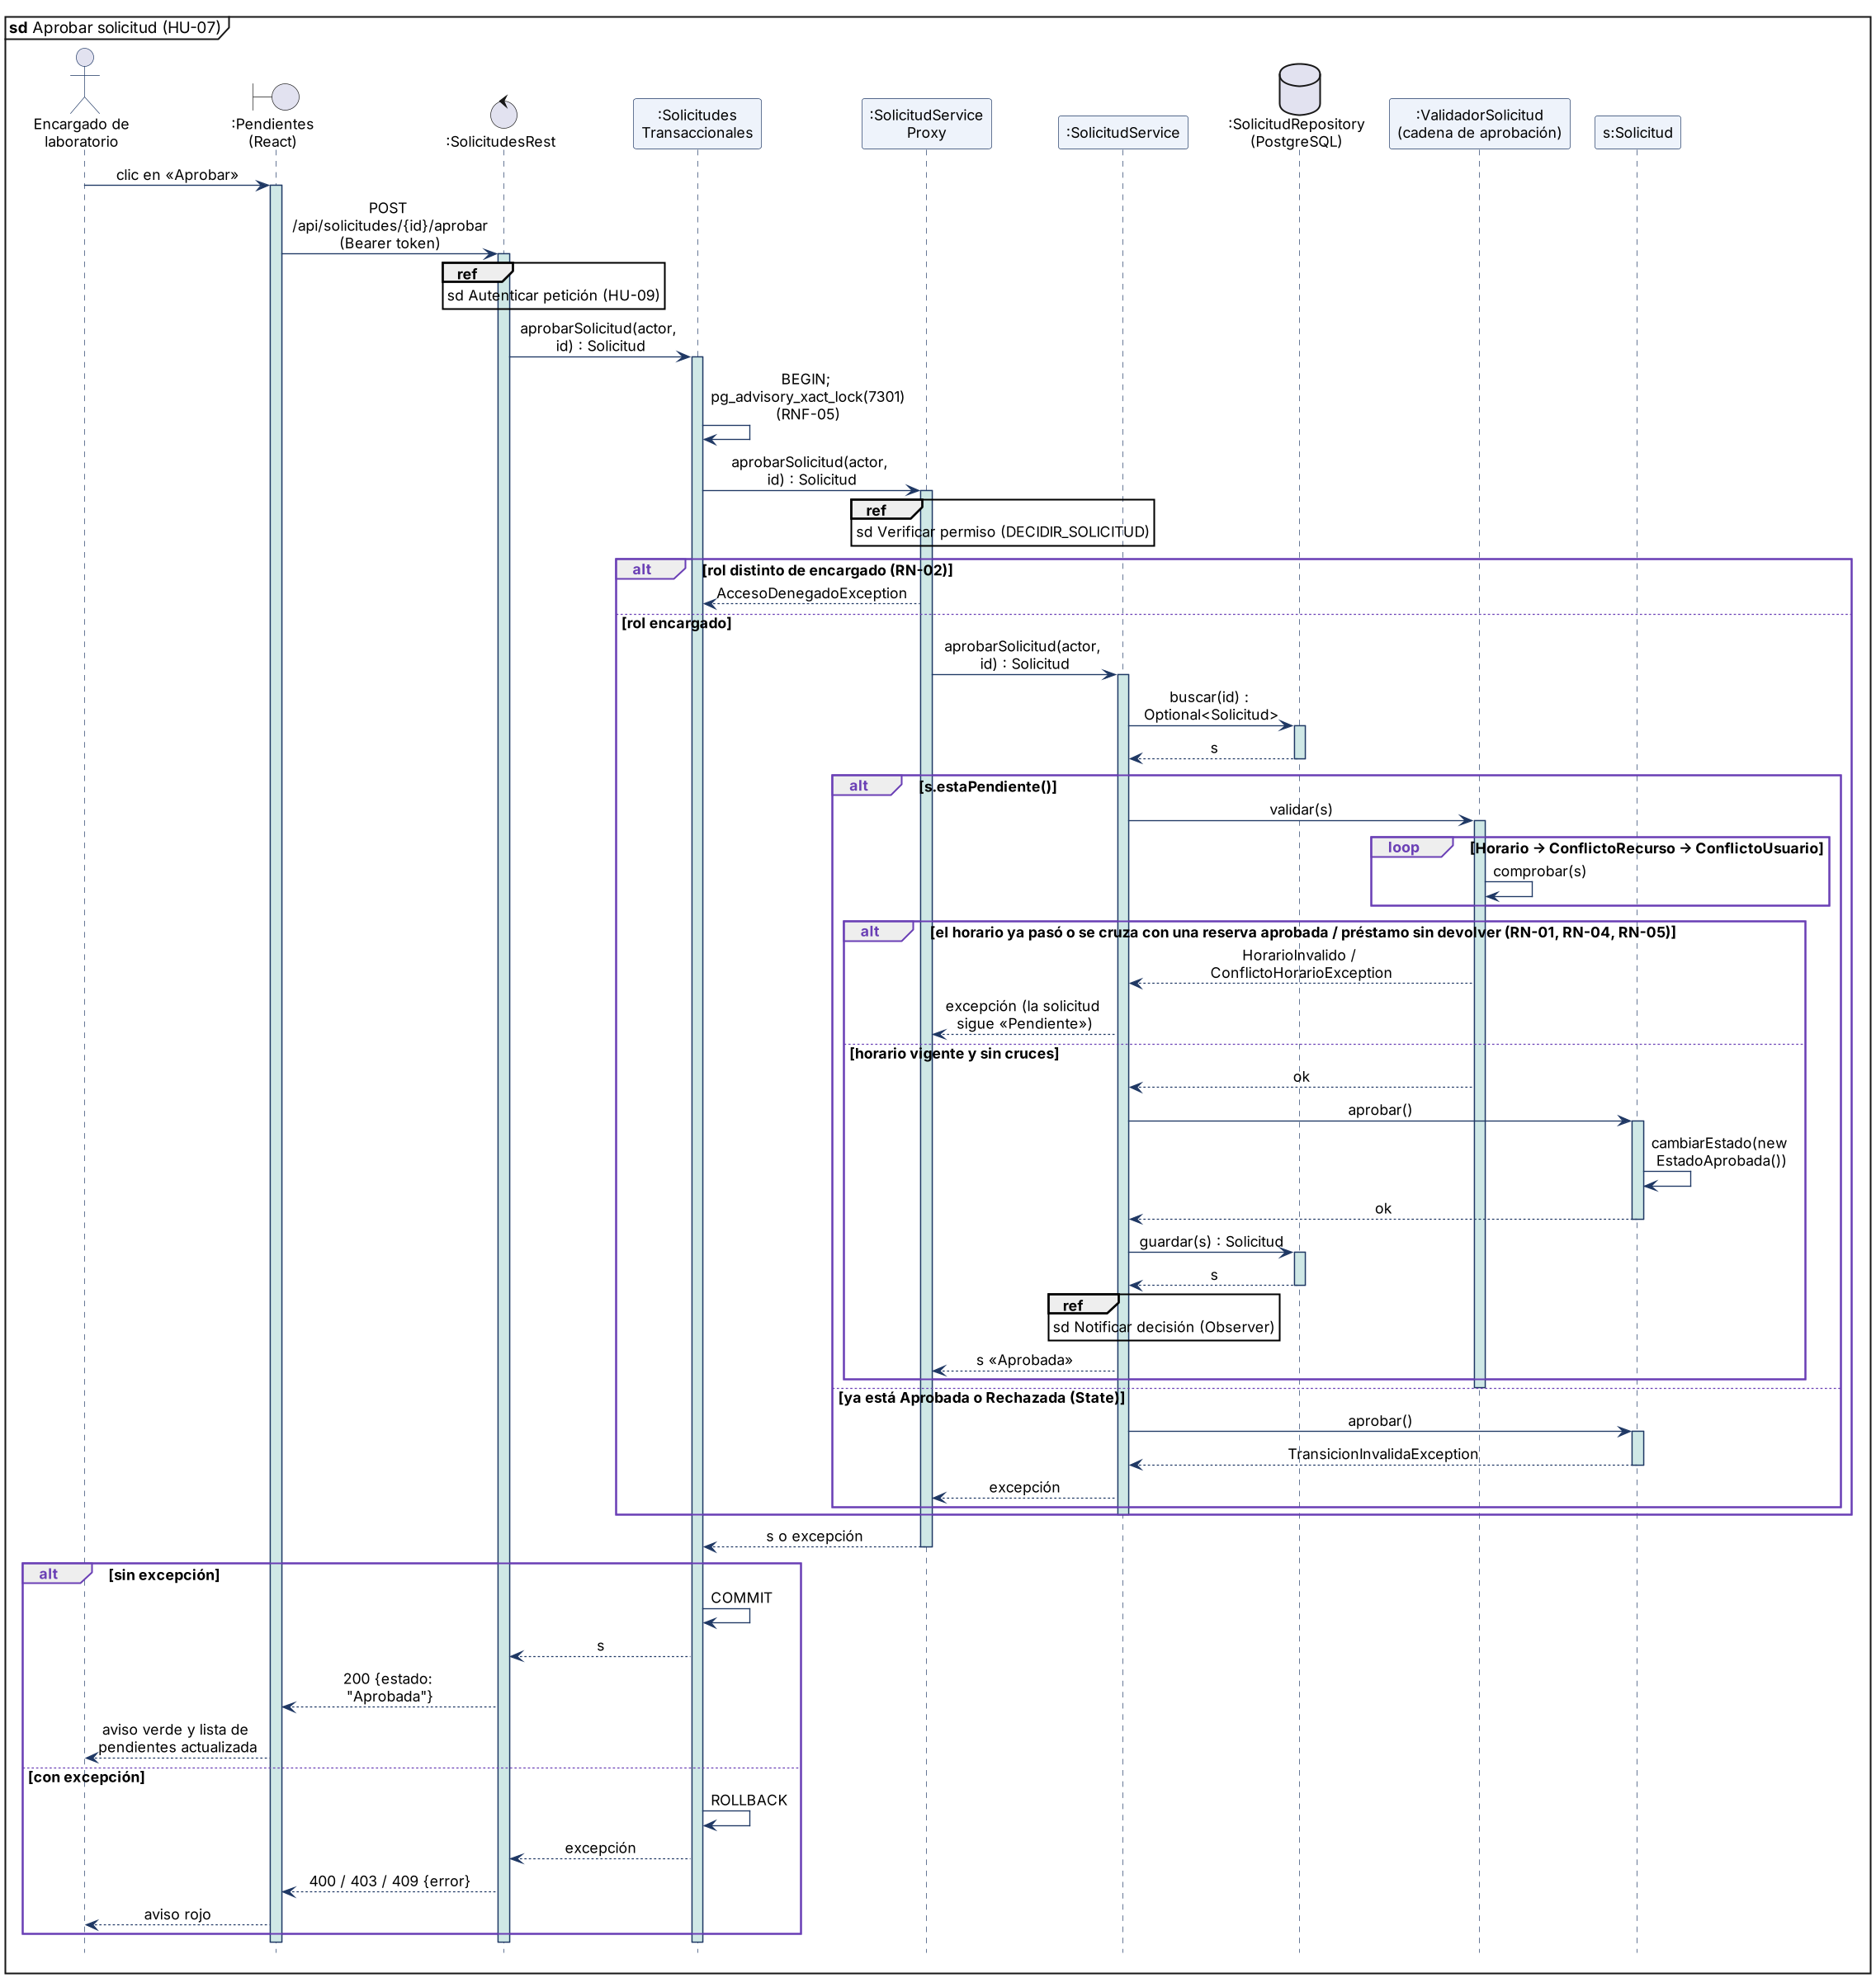 sd Aprobar solicitud (HU-07)
Encargado de
laboratorio
:Pendientes
(React)
:SolicitudesRest
:Solicitudes
Transaccionales
:SolicitudService
Proxy
:SolicitudService
:SolicitudRepository
(PostgreSQL)
:ValidadorSolicitud
(cadena de aprobación)
s:Solicitud
clic en «Aprobar»
POST
/api/solicitudes/{id}/aprobar
(Bearer token)
ref
sd Autenticar petición (HU-09)
aprobarSolicitud(actor,
id) : Solicitud
BEGIN;
pg_advisory_xact_lock(7301)
(RNF-05)
aprobarSolicitud(actor,
id) : Solicitud
ref
sd Verificar permiso (DECIDIR_SOLICITUD)
alt [rol distinto de encargado (RN-02)]
AccesoDenegadoException
[rol encargado]
aprobarSolicitud(actor,
id) : Solicitud
buscar(id) :
Optional<Solicitud>
s
alt [s.estaPendiente()]
validar(s)
loop [Horario → ConflictoRecurso → ConflictoUsuario]
comprobar(s)
alt [el horario ya pasó o se cruza con una reserva aprobada / préstamo sin devolver (RN-01, RN-04, RN-05)]
HorarioInvalido /
ConflictoHorarioException
excepción (la solicitud
sigue «Pendiente»)
[horario vigente y sin cruces]
ok
aprobar()
cambiarEstado(new
EstadoAprobada())
ok
guardar(s) : Solicitud
s
ref
sd Notificar decisión (Observer)
s «Aprobada»
[ya está Aprobada o Rechazada (State)]
aprobar()
TransicionInvalidaException
excepción
s o excepción
alt [sin excepción]
COMMIT
s
200 {estado:
"Aprobada"}
aviso verde y lista de
pendientes actualizada
[con excepción]
ROLLBACK
excepción
400 / 403 / 409 {error}
aviso rojo